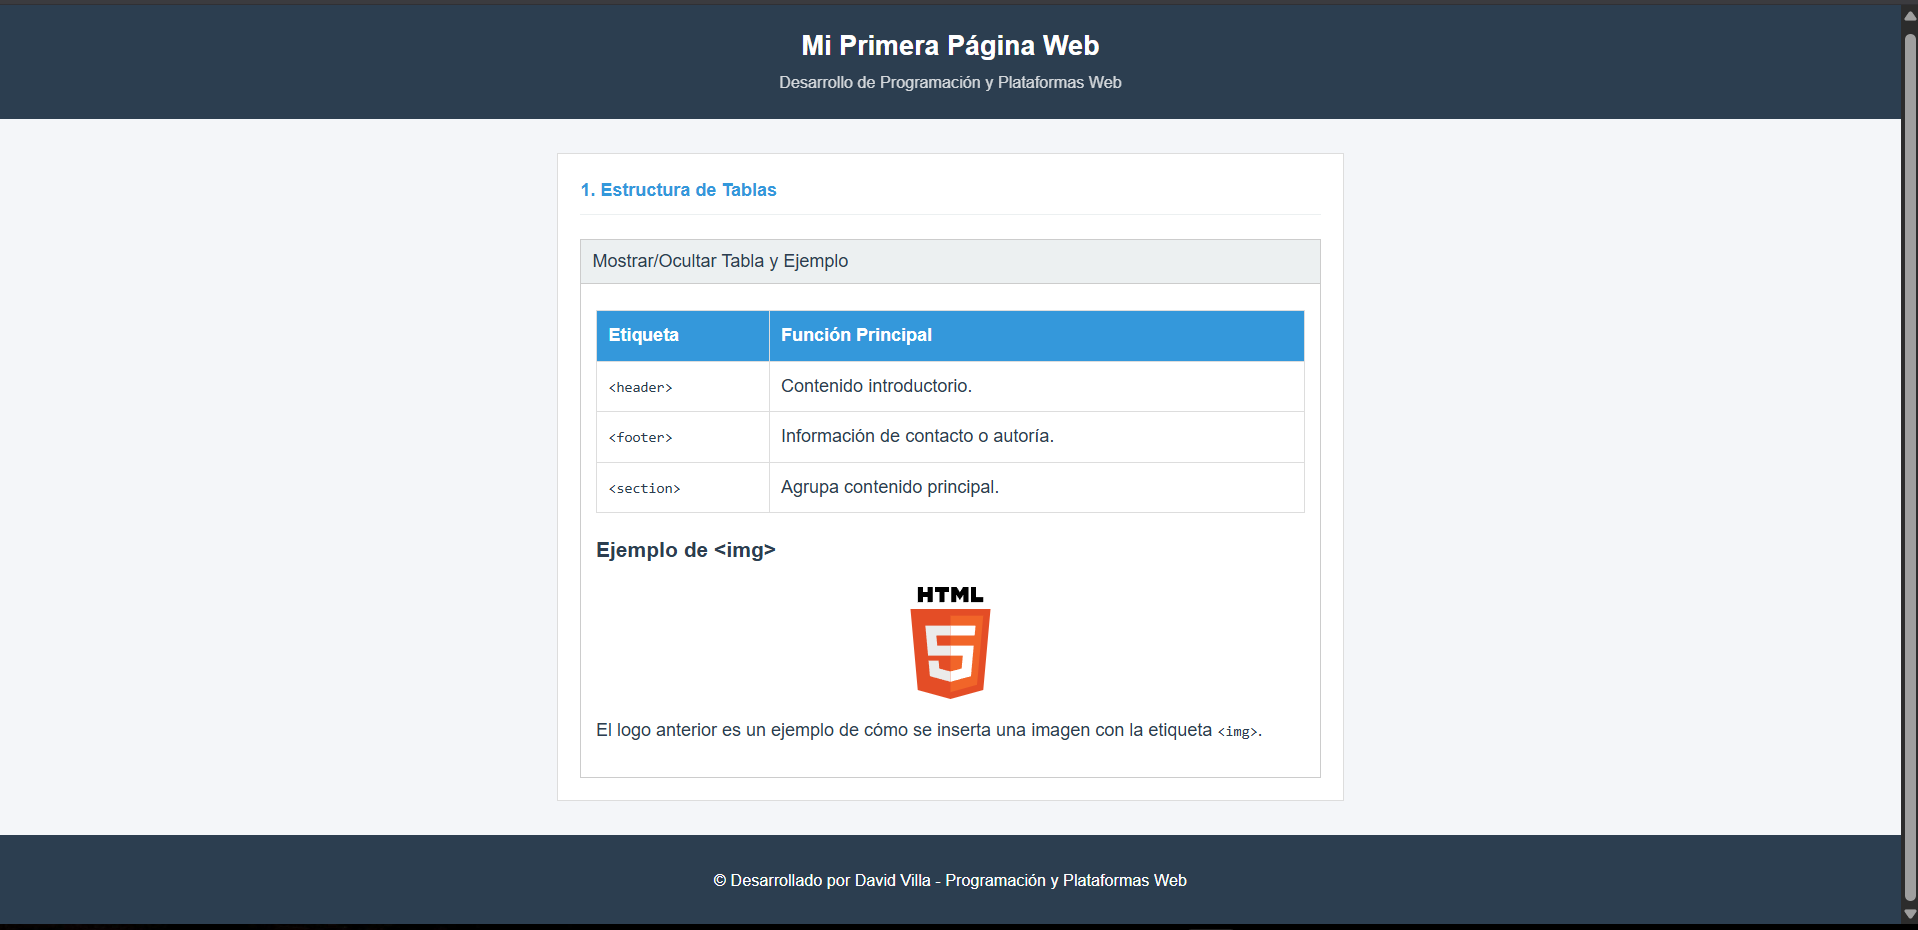 Mi Primera Página Web
Desarrollo de Programación y Plataformas Web
1. Estructura de Tablas
Mostrar/Ocultar Tabla y Ejemplo
Etiqueta Función Principal
<header> Contenido introductorio.
<footer> Información de contacto o autoría.
<section> Agrupa contenido principal.
Ejemplo de <img>
HTML
5
El logo anterior es un ejemplo de cómo se inserta una imagen con la etiqueta <img>.
© Desarrollado por David Villa - Programación y Plataformas Web